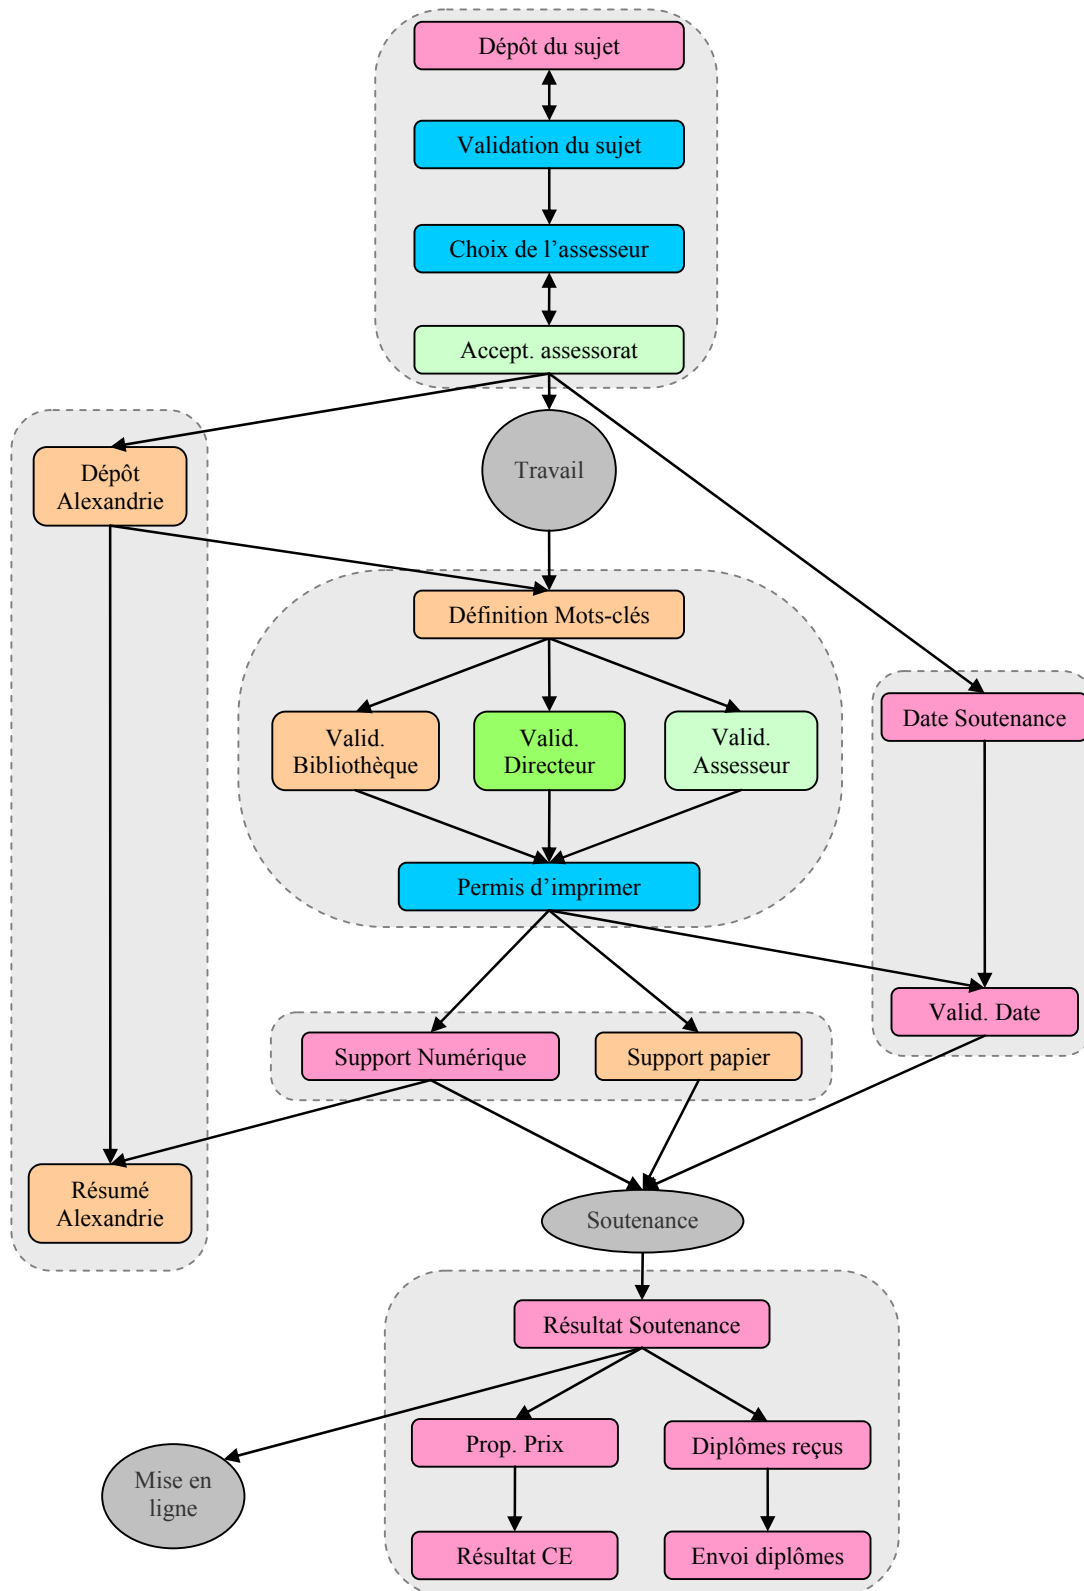 Dépôt du sujet
Validation du sujet
Choix de l’assesseur
Accept. assessorat
Dépôt
Alexandrie
Travail
Définition Mots-clés
Valid.
Bibliothèque
Valid.
Directeur
Valid.
Assesseur
Date Soutenance
Permis d’imprimer
Valid. Date
Support Numérique
Support papier
Résumé
Alexandrie
Soutenance
Résultat Soutenance
Prop. Prix
Diplômes reçus
Mise en
ligne
Résultat CE
Envoi diplômes